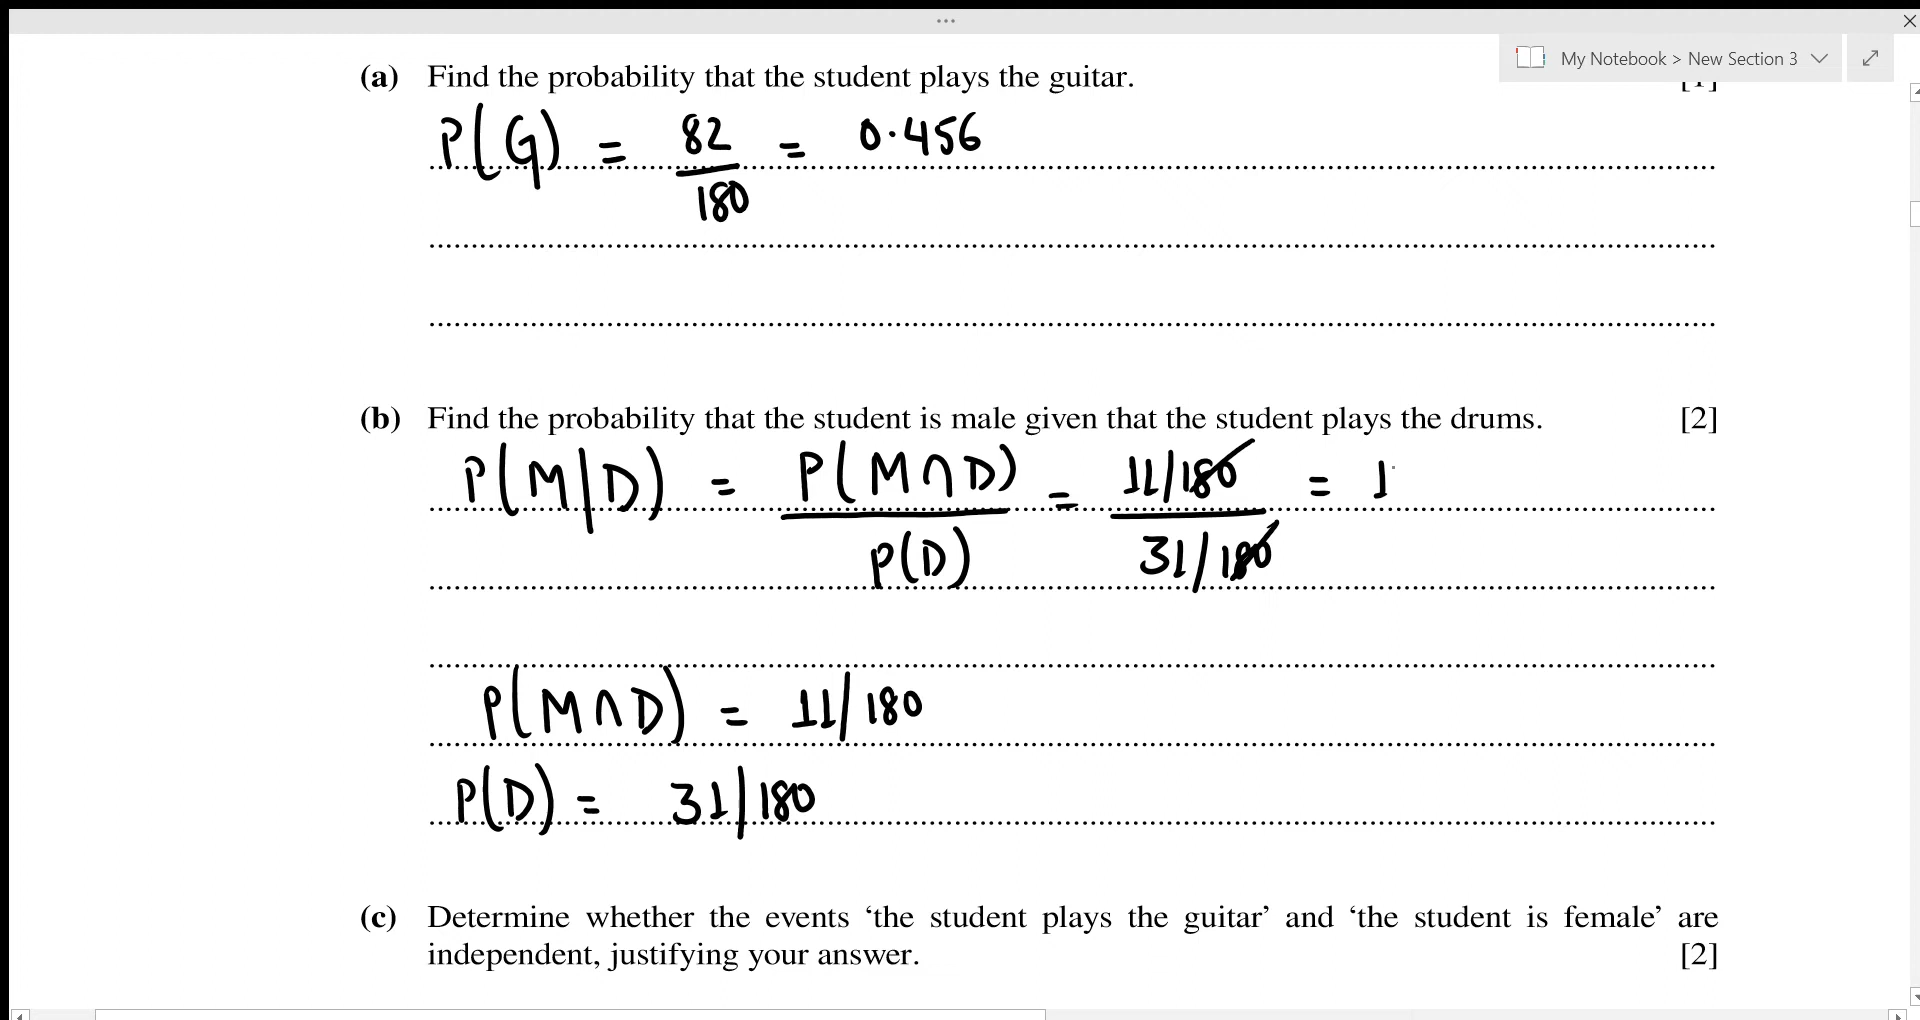 My Notebook > New Section 3
(a) Find the probability that the student plays the guitar. [1]
P(G) = 82/180 = 0.456
(b) Find the probability that the student is male given that the student plays the drums. [2]
P(M|D) = P(M∩D)/P(D) = 11/180 / 31/180 = 1
P(M∩D) = 11/180
P(D) = 31/180
(c) Determine whether the events ‘the student plays the guitar’ and ‘the student is female’ are
independent, justifying your answer. [2]